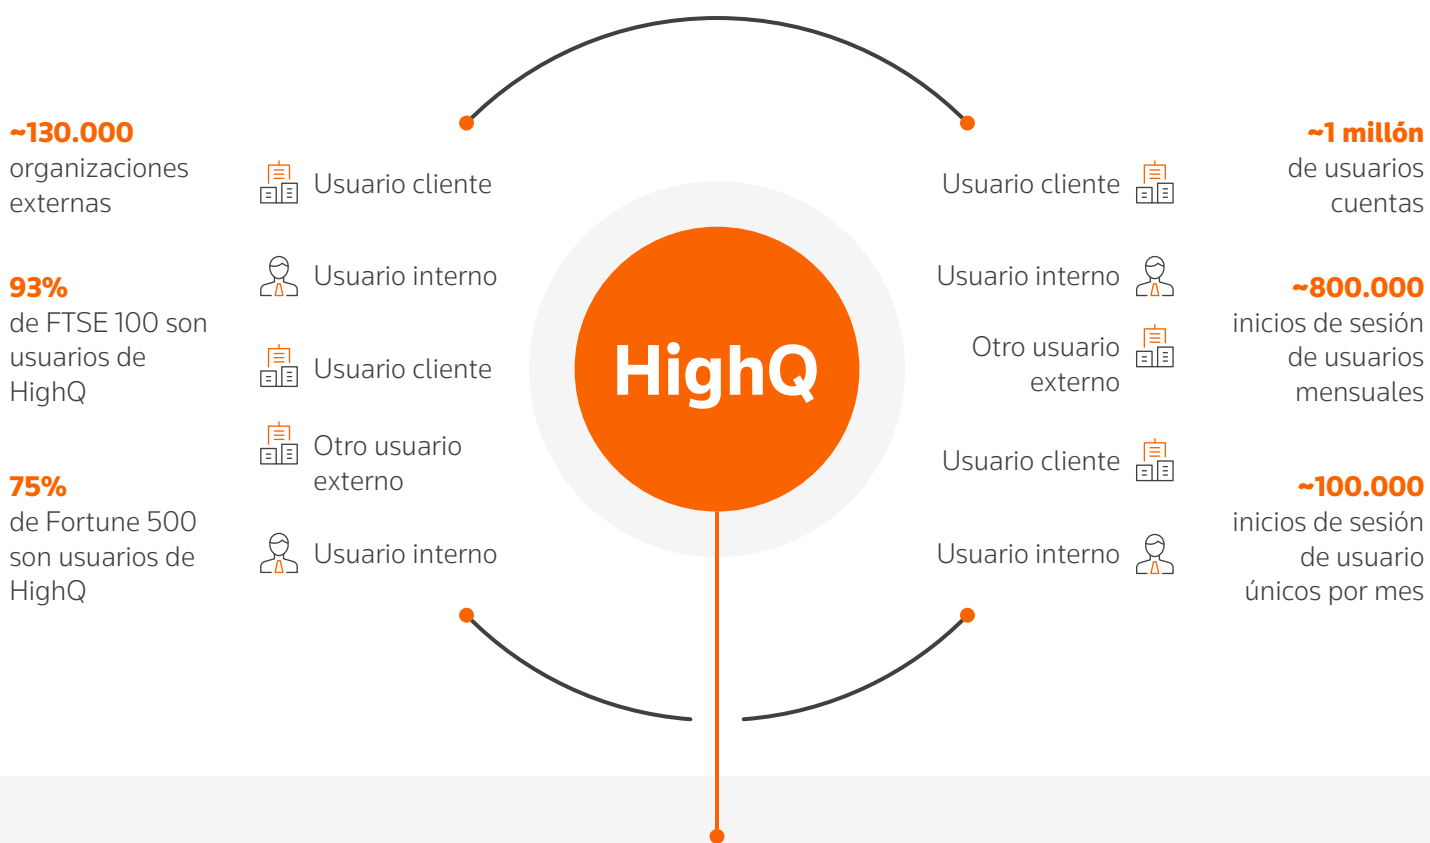 ~130.000
organizaciones
externas
93%
de FTSE 100 son
usuarios de
HighQ
75%
de Fortune 500
son usuarios de
HighQ
Usuario cliente
Usuario interno
Usuario cliente
Otro usuario
externo
Usuario interno
HighQ
Usuario cliente
Usuario interno
Otro usuario
externo
Usuario cliente
Usuario interno
~1 millón
de usuarios
cuentas
~800.000
inicios de sesión
de usuarios
mensuales
~100.000
inicios de sesión
de usuario
únicos por mes